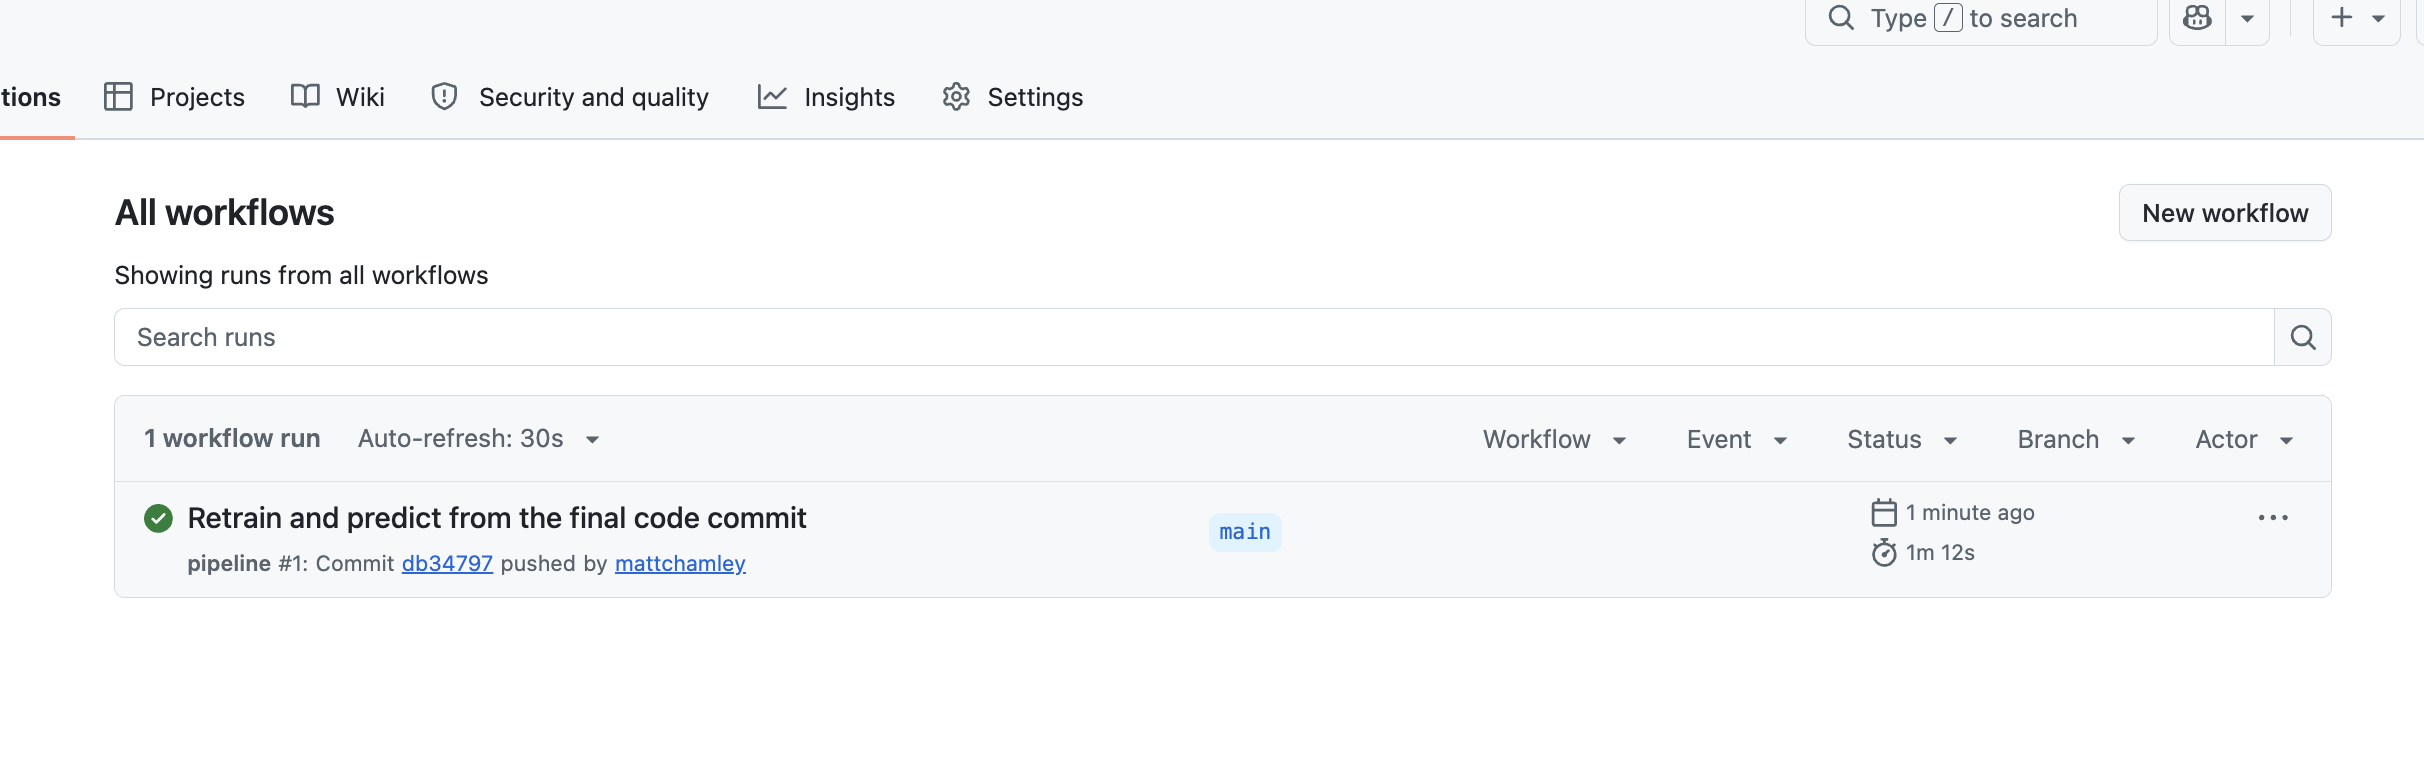 Type / to search
tions Projects Wiki Security and quality Insights Settings
All workflows
New workflow
Showing runs from all workflows
Search runs
1 workflow run Auto-refresh: 30s Workflow Event Status Branch Actor
Retrain and predict from the final code commit
main
1 minute ago
pipeline #1: Commit db34797 pushed by mattchamley
1m 12s